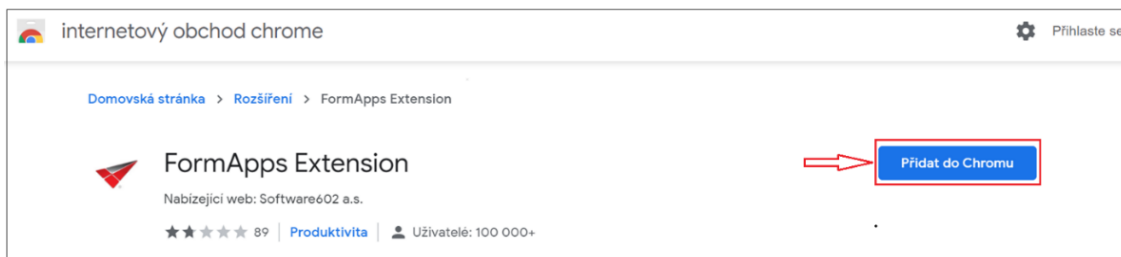 internetový obchod chrome
Přihlaste se
Domovská stránka > Rozšíření > FormApps Extension
FormApps Extension
Přidat do Chromu
Nabízející web: Software602 a.s.
89 | Produktivita | Uživatelé: 100 000+